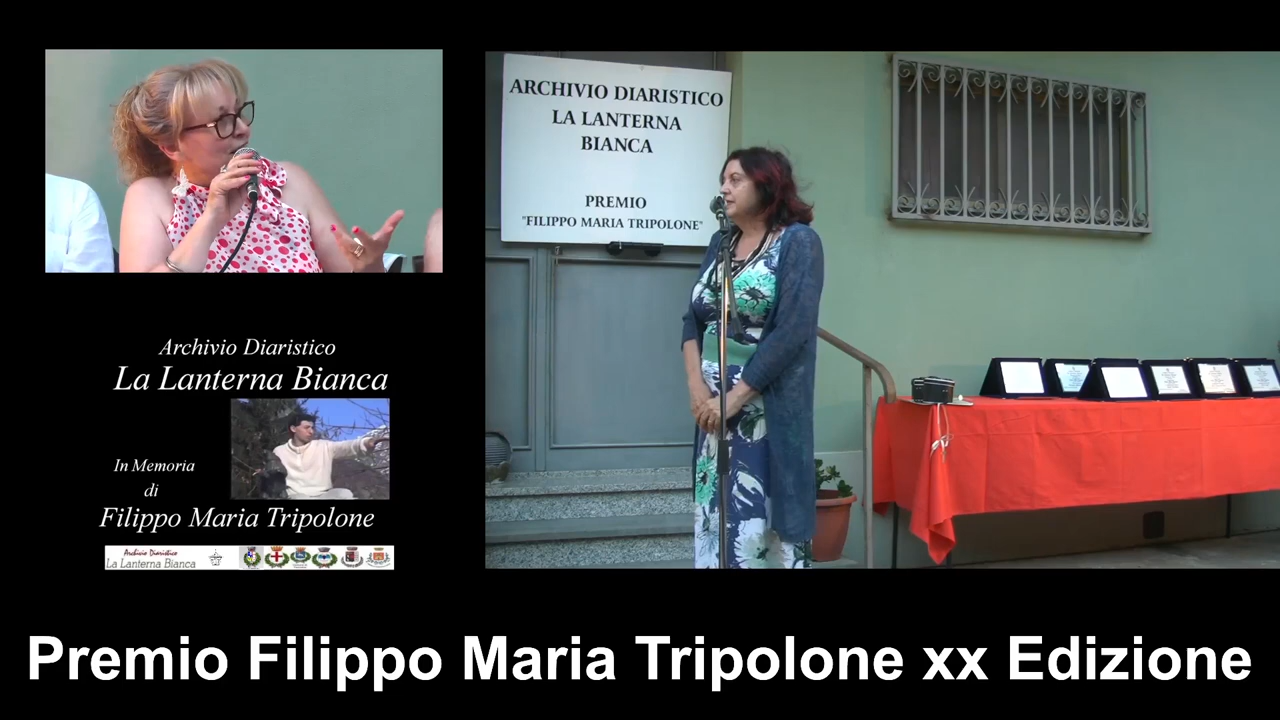 ARCHIVIO DIARISTICO
LA LANTERNA
BIANCA
PREMIO
"FILIPPO MARIA TRIPOLONE"
Archivio Diaristico
La Lanterna Bianca
In Memoria
di
Filippo Maria Tripolone
Archivio Diaristico
La Lanterna Bianca
Premio Filippo Maria Tripolone xx Edizione